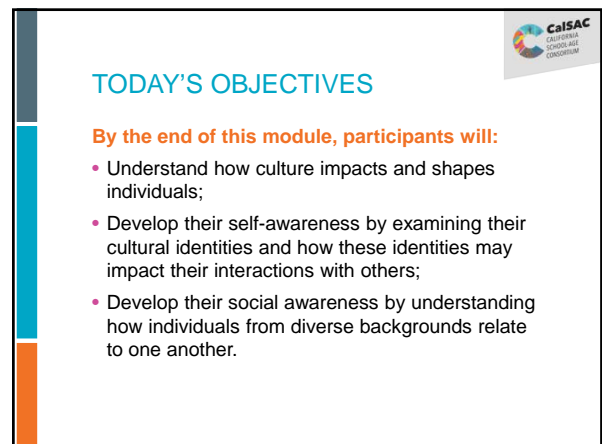 CalSAC
CALIFORNIA
SCHOOL-AGE
CONSORTIUM
TODAY'S OBJECTIVES
By the end of this module, participants will:
• Understand how culture impacts and shapes
individuals;
• Develop their self-awareness by examining their
cultural identities and how these identities may
impact their interactions with others;
• Develop their social awareness by understanding
how individuals from diverse backgrounds relate
to one another.